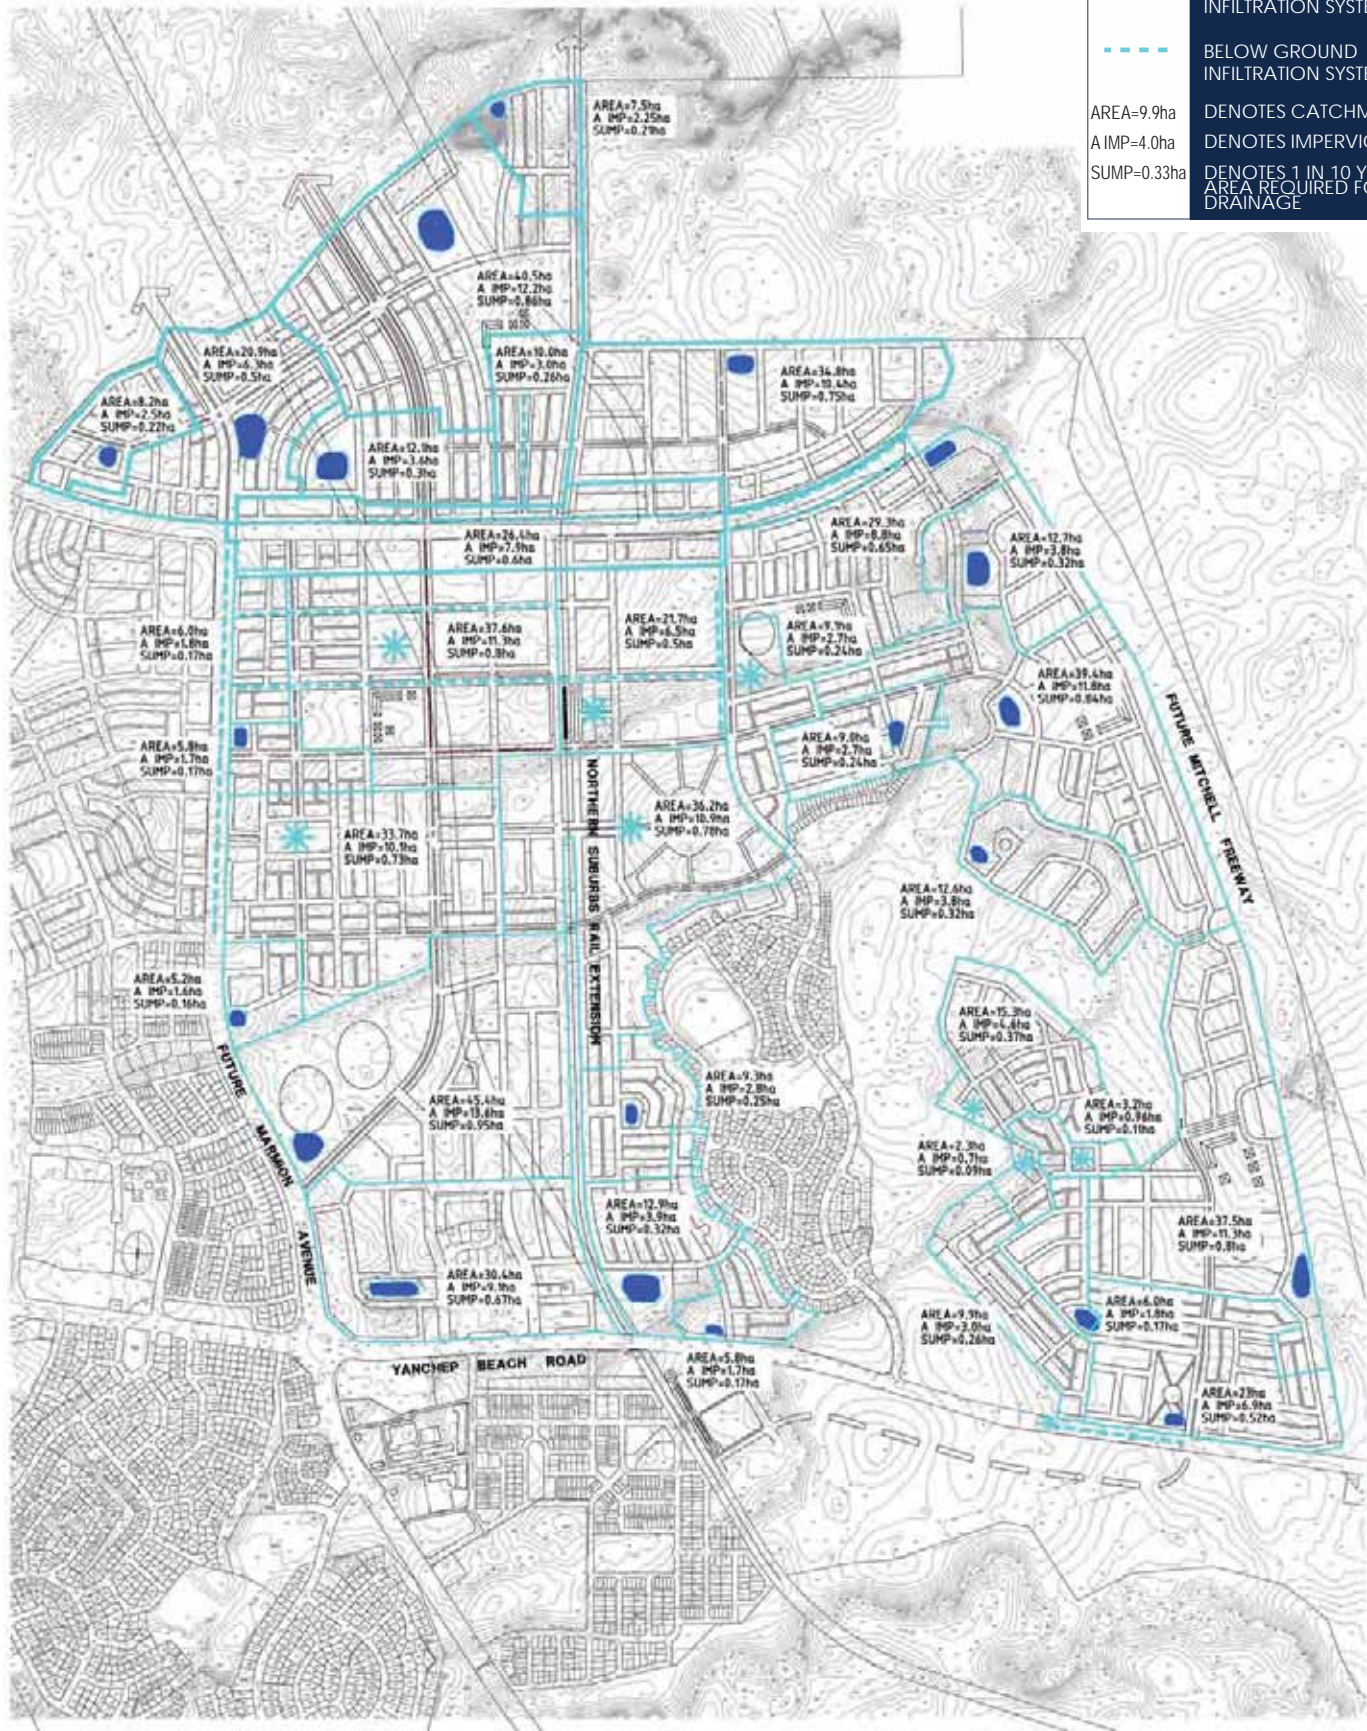 INFILTRATION SYSTE
BELOW GROUND
INFILTRATION SYSTE
AREA=9.9ha DENOTES CATCHM
A IMP=4.0ha DENOTES IMPERVIO
SUMP=0.33ha DENOTES 1 IN 10 Y
AREA REQUIRED FO
DRAINAGE
AREA=7.5ha
A IMP=2.25ha
SUMP=0.21ha
AREA=40.5ha
A IMP=12.2ha
SUMP=0.86ha
AREA=20.9ha
A IMP=6.3ha
SUMP=0.5ha
AREA=10.0ha
A IMP=3.0ha
SUMP=0.26ha
AREA=34.8ha
A IMP=10.4ha
SUMP=0.75ha
AREA=8.2ha
A IMP=2.5ha
SUMP=0.22ha
AREA=12.1ha
A IMP=3.6ha
SUMP=0.3ha
AREA=26.4ha
A IMP=7.9ha
SUMP=0.6ha
AREA=29.3ha
A IMP=8.8ha
SUMP=0.65ha
AREA=12.7ha
A IMP=3.8ha
SUMP=0.32ha
AREA=6.0ha
A IMP=1.8ha
SUMP=0.17ha
AREA=37.6ha
A IMP=11.3ha
SUMP=0.8ha
AREA=21.7ha
A IMP=6.5ha
SUMP=0.5ha
AREA=9.1ha
A IMP=2.7ha
SUMP=0.24ha
AREA=39.4ha
A IMP=11.8ha
SUMP=0.84ha
AREA=5.8ha
A IMP=1.7ha
SUMP=0.17ha
AREA=9.0ha
A IMP=2.7ha
SUMP=0.24ha
FUTURE MITCHELL FREEWAY
NORTHERN SUBURBS RAIL EXTENSION
AREA=33.7ha
A IMP=10.1ha
SUMP=0.73ha
AREA=36.2ha
A IMP=10.9ha
SUMP=0.78ha
AREA=12.6ha
A IMP=3.8ha
SUMP=0.32ha
AREA=5.2ha
A IMP=1.6ha
SUMP=0.16ha
AREA=15.3ha
A IMP=4.6ha
SUMP=0.37ha
FUTURE MARMION AVENUE
AREA=45.4ha
A IMP=13.6ha
SUMP=0.95ha
AREA=9.3ha
A IMP=2.8ha
SUMP=0.25ha
AREA=3.2ha
A IMP=0.96ha
SUMP=0.11ha
AREA=2.3ha
A IMP=0.7ha
SUMP=0.09ha
AREA=12.9ha
A IMP=3.9ha
SUMP=0.32ha
AREA=37.5ha
A IMP=11.3ha
SUMP=0.8ha
AREA=30.4ha
A IMP=9.1ha
SUMP=0.67ha
AREA=9.9ha
A IMP=3.0ha
SUMP=0.26ha
AREA=6.0ha
A IMP=1.8ha
SUMP=0.17ha
YANCHEP BEACH ROAD
AREA=5.8ha
A IMP=1.7ha
SUMP=0.17ha
AREA=23ha
A IMP=6.9ha
SUMP=0.52ha